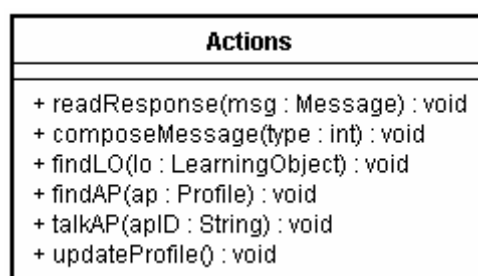 Actions
+ readResponse(msg : Message) : void
+ composeMessage(type : int) : void
+ findLO(lo : LearningObject) : void
+ findAP(ap : Profile) : void
+ talkAP(apID : String) : void
+ updateProfile() : void